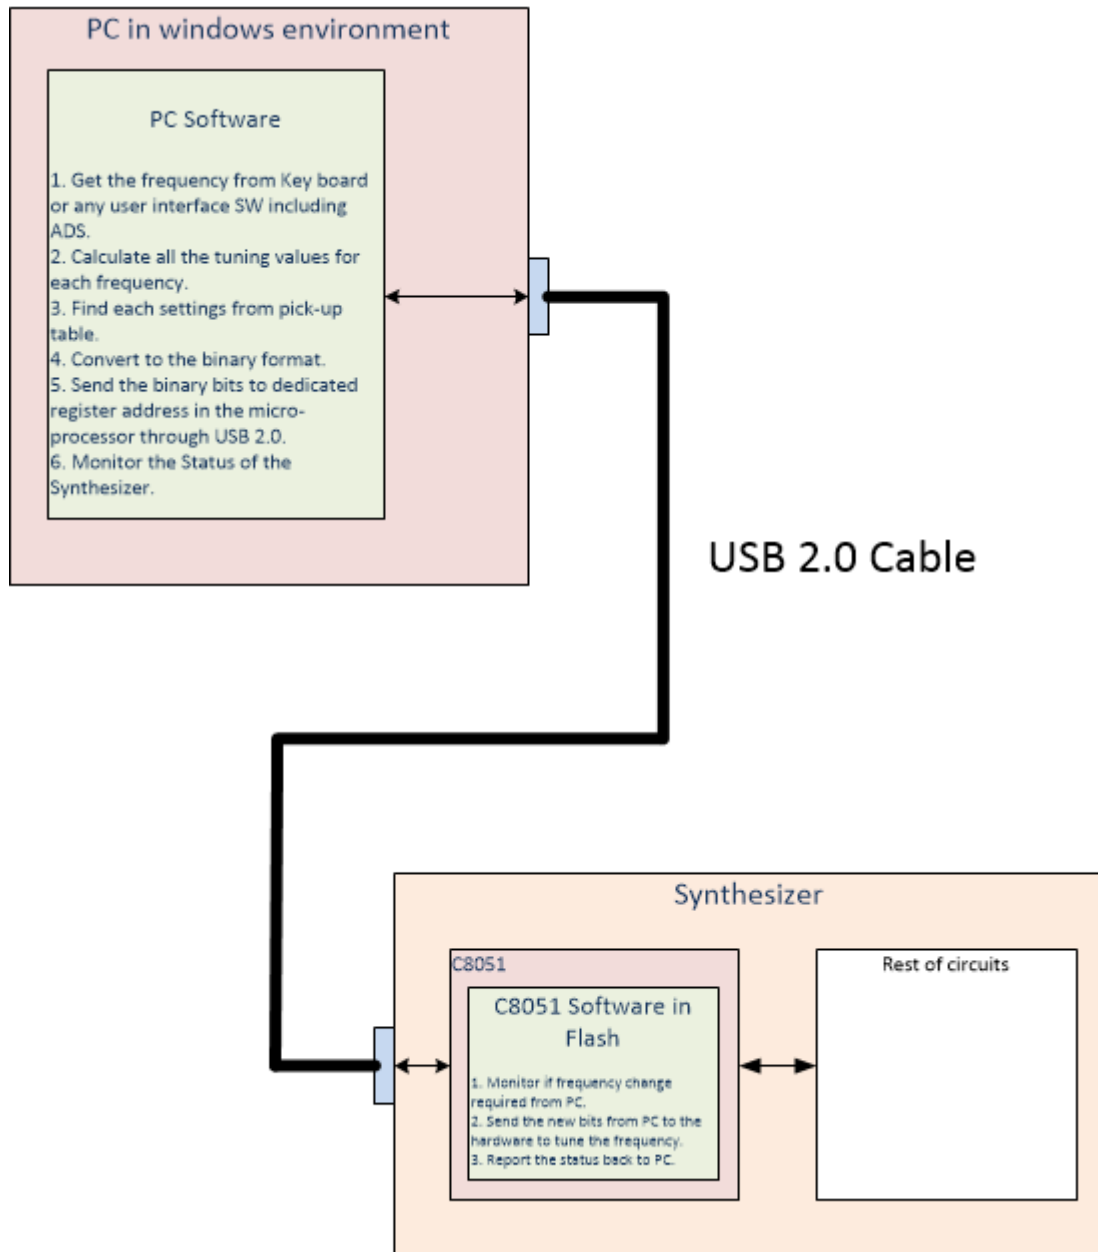 PC in windows environment
PC Software
1. Get the frequency from Key board
or any user interface SW including
ADS.
2. Calculate all the tuning values for
each frequency.
3. Find each settings from pick-up
table.
4. Convert to the binary format.
5. Send the binary bits to dedicated
register address in the micro-
processor through USB 2.0.
6. Monitor the Status of the
Synthesizer.
USB 2.0 Cable
Synthesizer
C8051
C8051 Software in
Flash
1. Monitor if frequency change
required from PC.
2. Send the new bits from PC to the
hardware to tune the frequency.
3. Report the status back to PC.
Rest of circuits